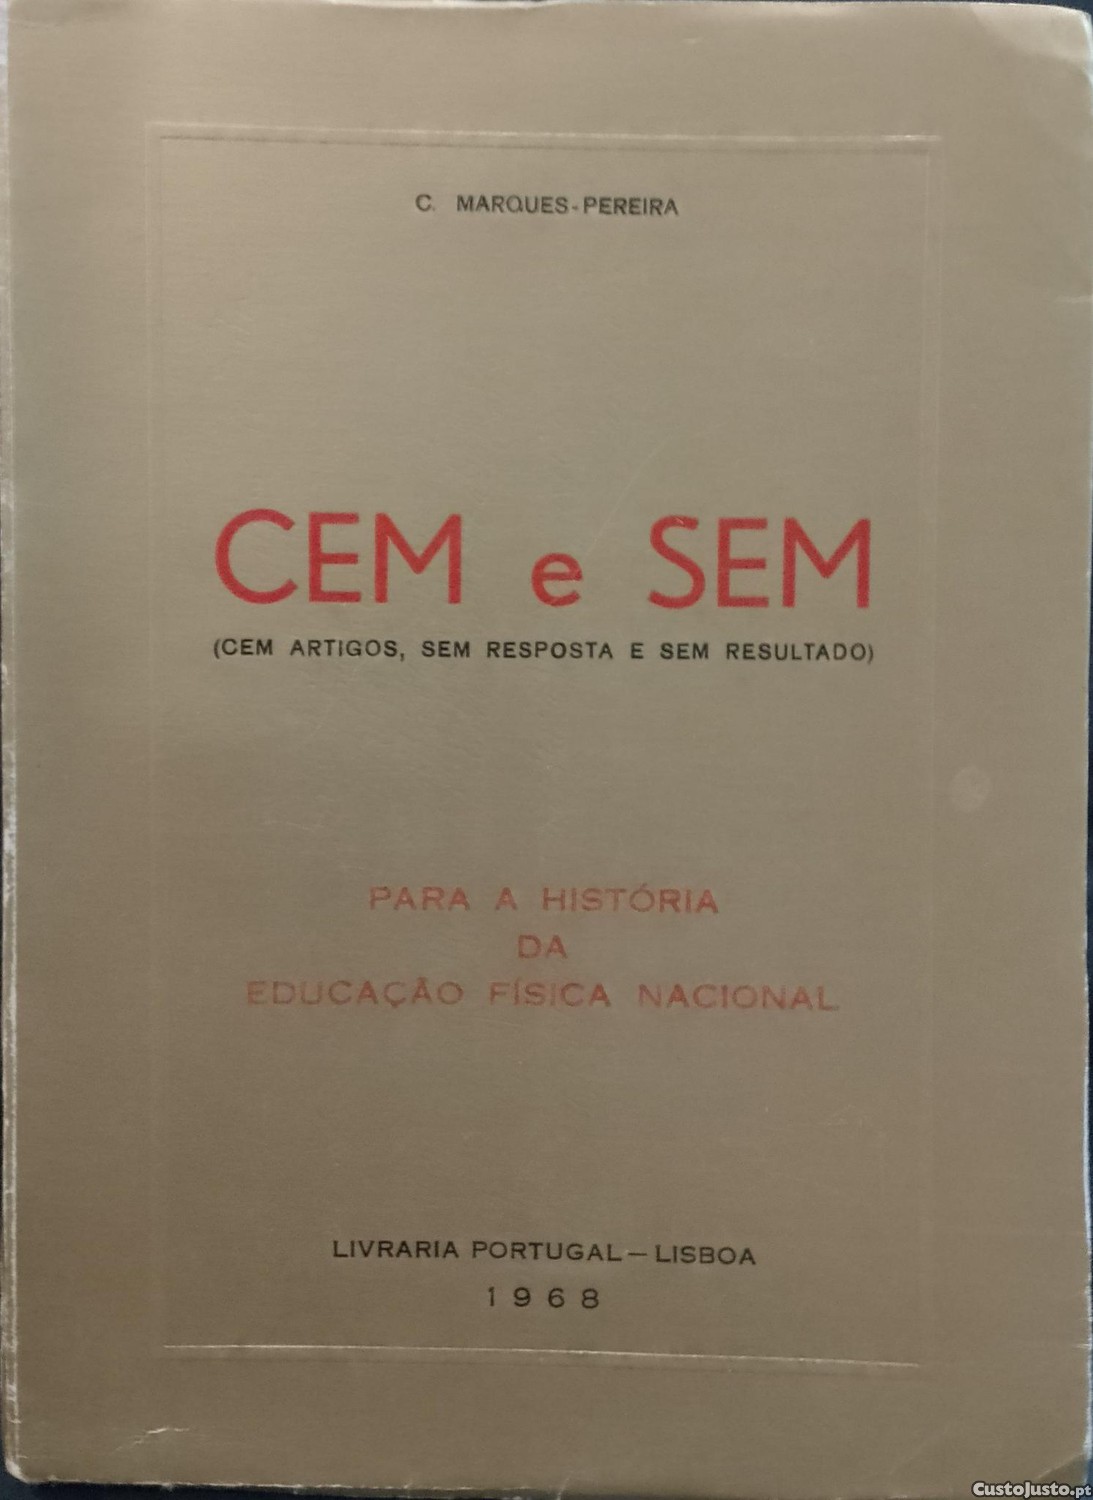 C. MARQUES-PEREIRA
CEM e SEM
(CEM ARTIGOS, SEM RESPOSTA E SEM RESULTADO)
PARA A HISTÓRIA
DA
EDUCAÇÃO FÍSICA NACIONAL
LIVRARIA PORTUGAL — LISBOA
1968
CustoJusto.pt